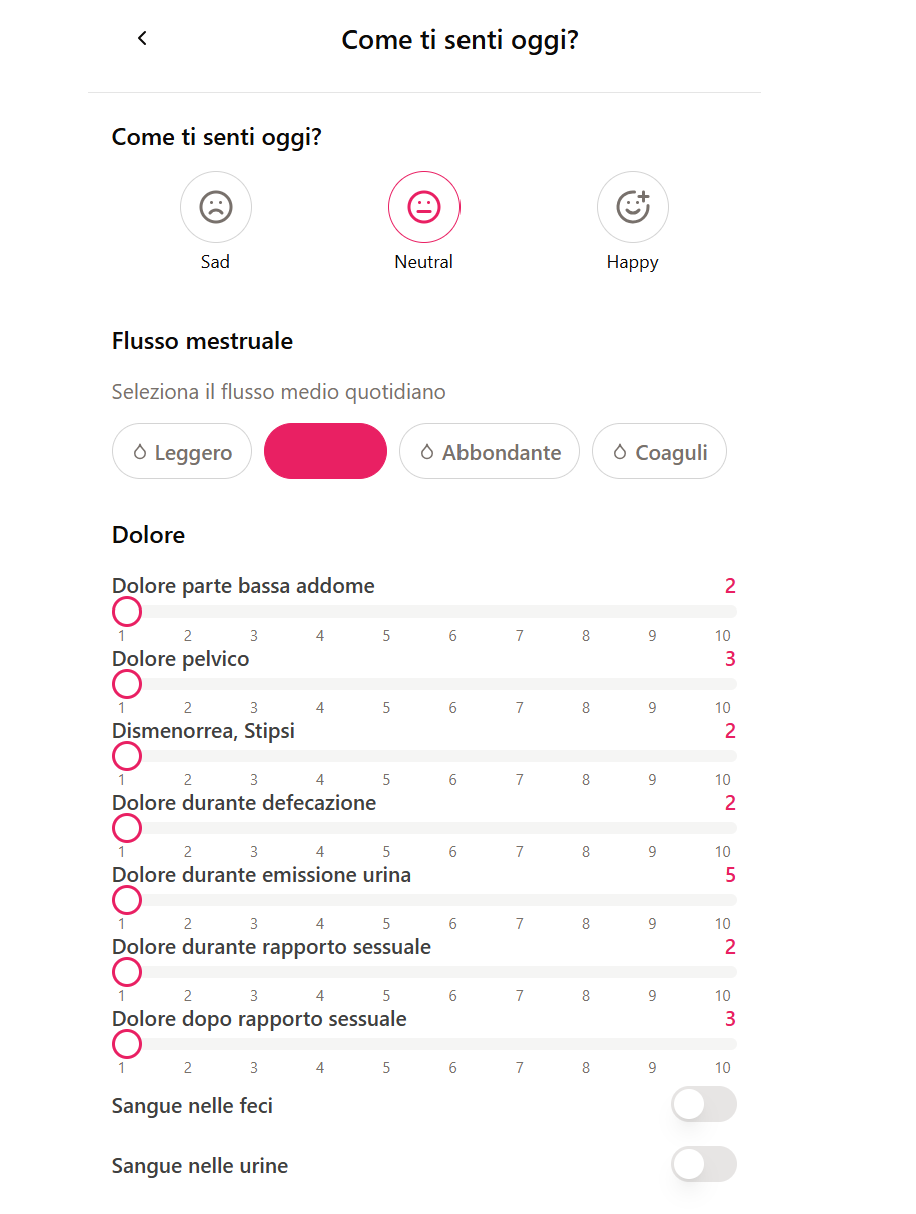 Come ti senti oggi?
Come ti senti oggi?
Sad Neutral Happy
Flusso mestruale
Seleziona il flusso medio quotidiano
Leggero Abbondante Coaguli
Dolore
Dolore parte bassa addome 2
1 2 3 4 5 6 7 8 9 10
Dolore pelvico 3
1 2 3 4 5 6 7 8 9 10
Dismenorrea, Stipsi 2
1 2 3 4 5 6 7 8 9 10
Dolore durante defecazione 2
1 2 3 4 5 6 7 8 9 10
Dolore durante emissione urina 5
1 2 3 4 5 6 7 8 9 10
Dolore durante rapporto sessuale 2
1 2 3 4 5 6 7 8 9 10
Dolore dopo rapporto sessuale 3
1 2 3 4 5 6 7 8 9 10
Sangue nelle feci
Sangue nelle urine